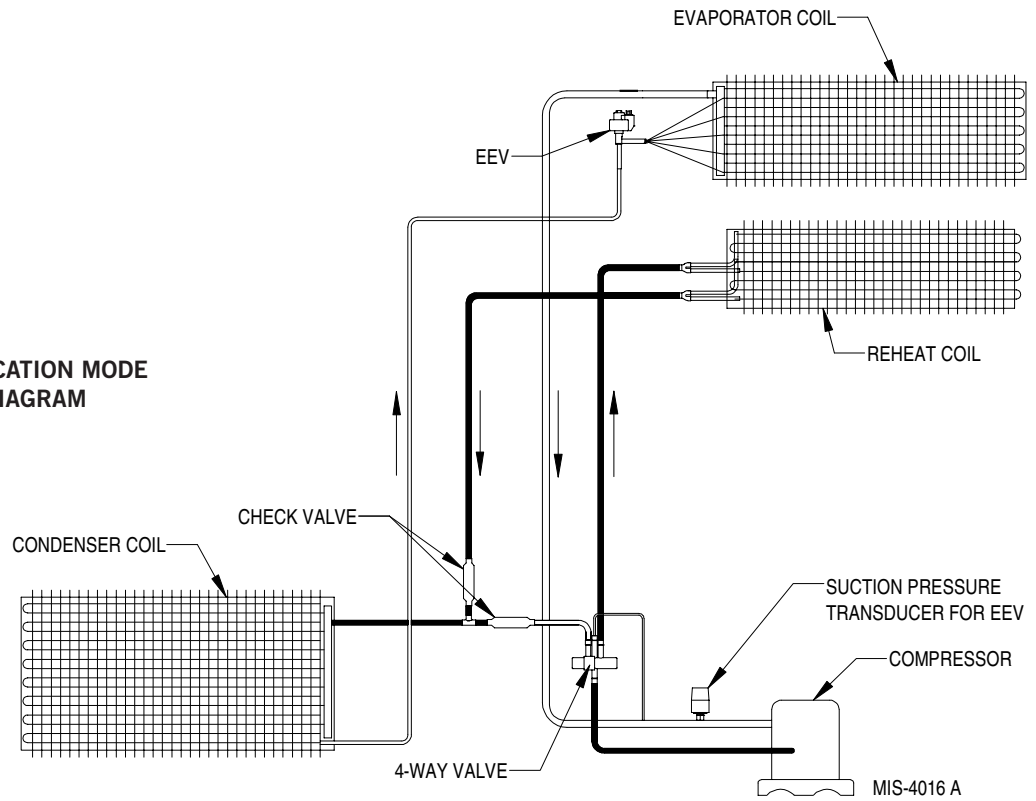 EVAPORATOR COIL
EEV
REHEAT COIL
CATION MODE
IAGRAM
CHECK VALVE
CONDENSER COIL
SUCTION PRESSURE
TRANSDUCER FOR EEV
COMPRESSOR
4-WAY VALVE
MIS-4016 A